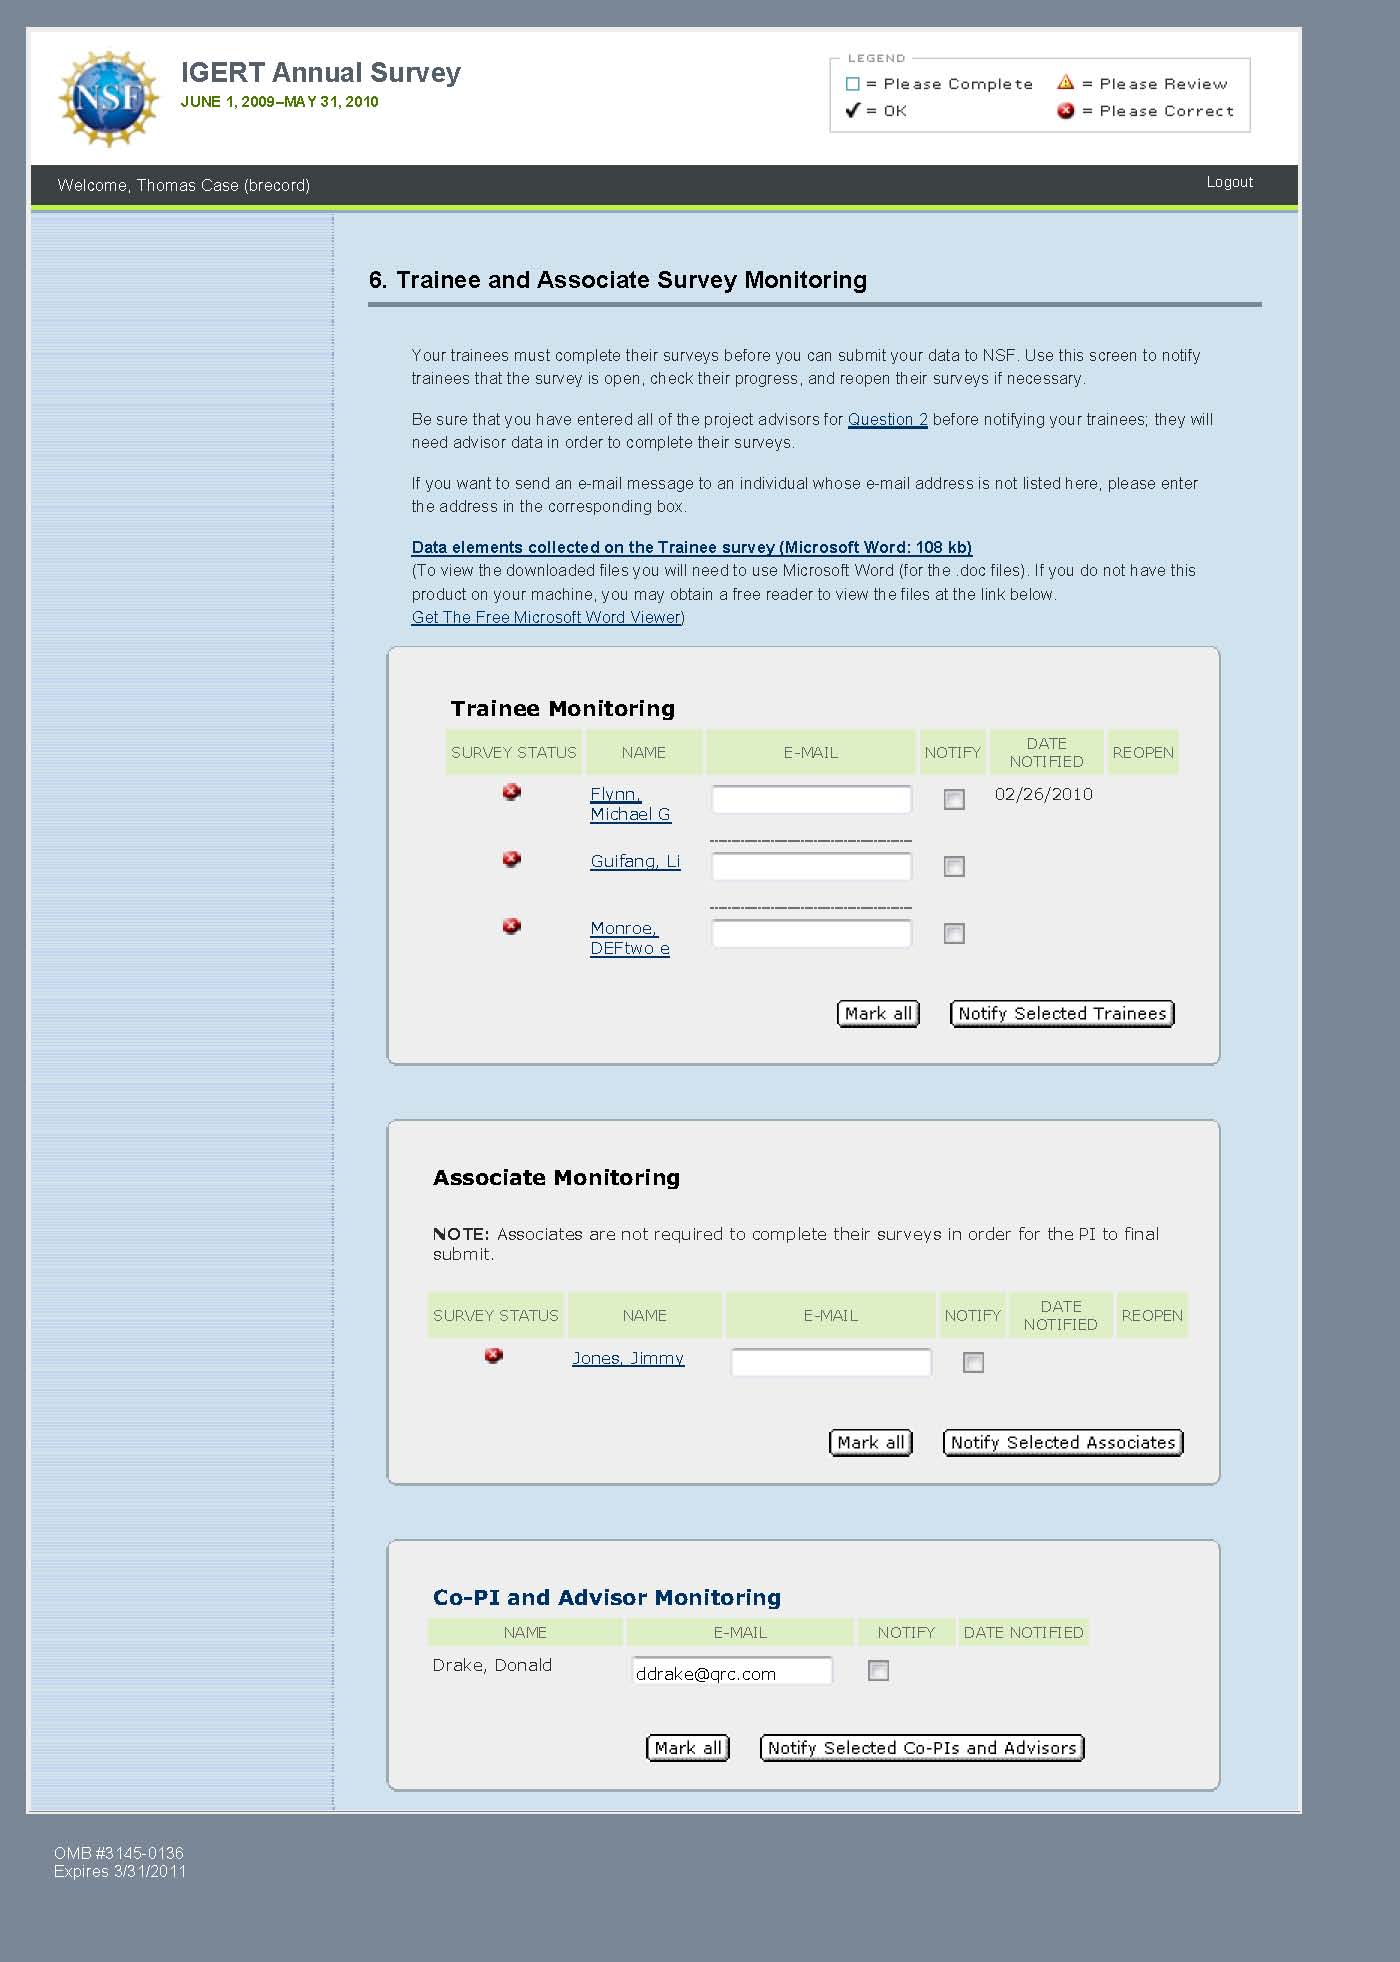 NSF
IGERT Annual Survey
JUNE 1, 2009–MAY 31, 2010
LEGEND
= Please Complete
= Please Review
= OK
= Please Correct
Welcome, Thomas Case (brecord)
Logout
6. Trainee and Associate Survey Monitoring
Your trainees must complete their surveys before you can submit your data to NSF. Use this screen to notify
trainees that the survey is open, check their progress, and reopen their surveys if necessary.
Be sure that you have entered all of the project advisors for Question 2 before notifying your trainees; they will
need advisor data in order to complete their surveys.
If you want to send an e-mail message to an individual whose e-mail address is not listed here, please enter
the address in the corresponding box.
Data elements collected on the Trainee survey (Microsoft Word: 108 kb)
(To view the downloaded files you will need to use Microsoft Word (for the .doc files). If you do not have this
product on your machine, you may obtain a free reader to view the files at the link below.
Get The Free Microsoft Word Viewer)
Trainee Monitoring
SURVEY STATUS NAME E-MAIL NOTIFY DATE NOTIFIED REOPEN
Flynn, 02/26/2010
Michael G
Guifang, Li
Monroe,
DEFtwo e
Mark all Notify Selected Trainees
Associate Monitoring
NOTE: Associates are not required to complete their surveys in order for the PI to final
submit.
SURVEY STATUS NAME E-MAIL NOTIFY DATE NOTIFIED REOPEN
Jones, Jimmy
Mark all Notify Selected Associates
Co-PI and Advisor Monitoring
NAME E-MAIL NOTIFY DATE NOTIFIED
Drake, Donald ddrake@qrc.com
Mark all Notify Selected Co-PIs and Advisors
OMB #3145-0136
Expires 3/31/2011